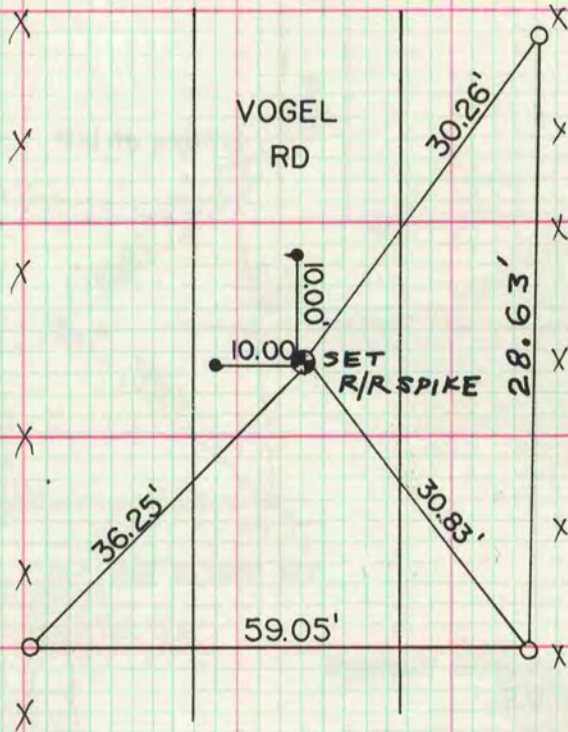 VOGEL
RD
30.26'
10.00'
28.63'
10.00
SET
R/R SPIKE
36.25'
30.83'
59.05'